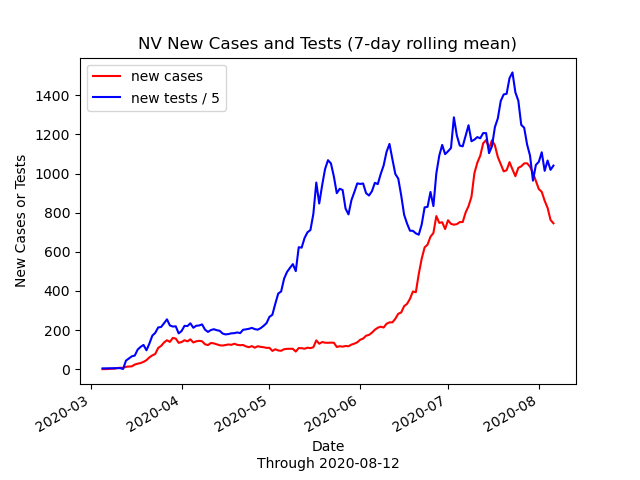 NV New Cases and Tests (7-day rolling mean)
new cases
new tests / 5
1400
1200
1000
800
600
400
200
0
New Cases or Tests
2020-03
2020-04
2020-05
2020-06
2020-07
2020-08
Date
Through 2020-08-12